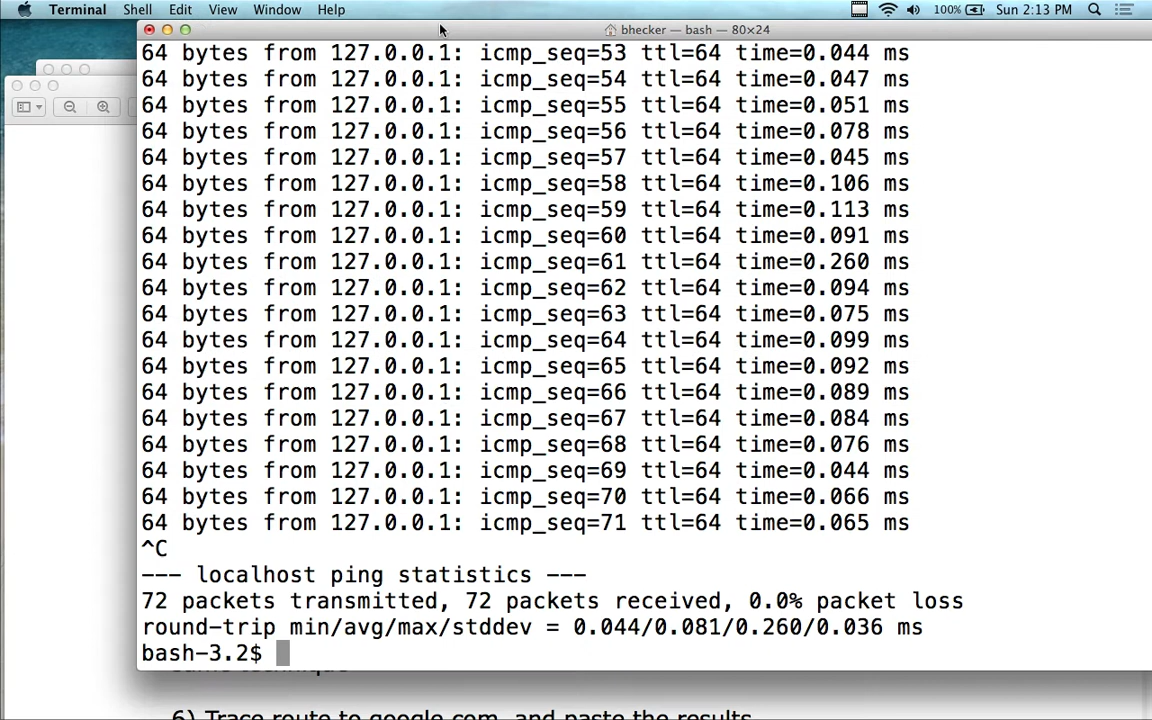 Terminal Shell Edit View Window Help 100% Sun 2:13 PM
bhecker — bash — 80×24
64 bytes from 127.0.0.1: icmp_seq=53 ttl=64 time=0.044 ms
64 bytes from 127.0.0.1: icmp_seq=54 ttl=64 time=0.047 ms
64 bytes from 127.0.0.1: icmp_seq=55 ttl=64 time=0.051 ms
64 bytes from 127.0.0.1: icmp_seq=56 ttl=64 time=0.078 ms
64 bytes from 127.0.0.1: icmp_seq=57 ttl=64 time=0.045 ms
64 bytes from 127.0.0.1: icmp_seq=58 ttl=64 time=0.106 ms
64 bytes from 127.0.0.1: icmp_seq=59 ttl=64 time=0.113 ms
64 bytes from 127.0.0.1: icmp_seq=60 ttl=64 time=0.091 ms
64 bytes from 127.0.0.1: icmp_seq=61 ttl=64 time=0.260 ms
64 bytes from 127.0.0.1: icmp_seq=62 ttl=64 time=0.094 ms
64 bytes from 127.0.0.1: icmp_seq=63 ttl=64 time=0.075 ms
64 bytes from 127.0.0.1: icmp_seq=64 ttl=64 time=0.099 ms
64 bytes from 127.0.0.1: icmp_seq=65 ttl=64 time=0.092 ms
64 bytes from 127.0.0.1: icmp_seq=66 ttl=64 time=0.089 ms
64 bytes from 127.0.0.1: icmp_seq=67 ttl=64 time=0.084 ms
64 bytes from 127.0.0.1: icmp_seq=68 ttl=64 time=0.076 ms
64 bytes from 127.0.0.1: icmp_seq=69 ttl=64 time=0.044 ms
64 bytes from 127.0.0.1: icmp_seq=70 ttl=64 time=0.066 ms
64 bytes from 127.0.0.1: icmp_seq=71 ttl=64 time=0.065 ms
^C
--- localhost ping statistics ---
72 packets transmitted, 72 packets received, 0.0% packet loss
round-trip min/avg/max/stddev = 0.044/0.081/0.260/0.036 ms
bash-3.2$
same technique
6) Trace route to google.com, and paste the results